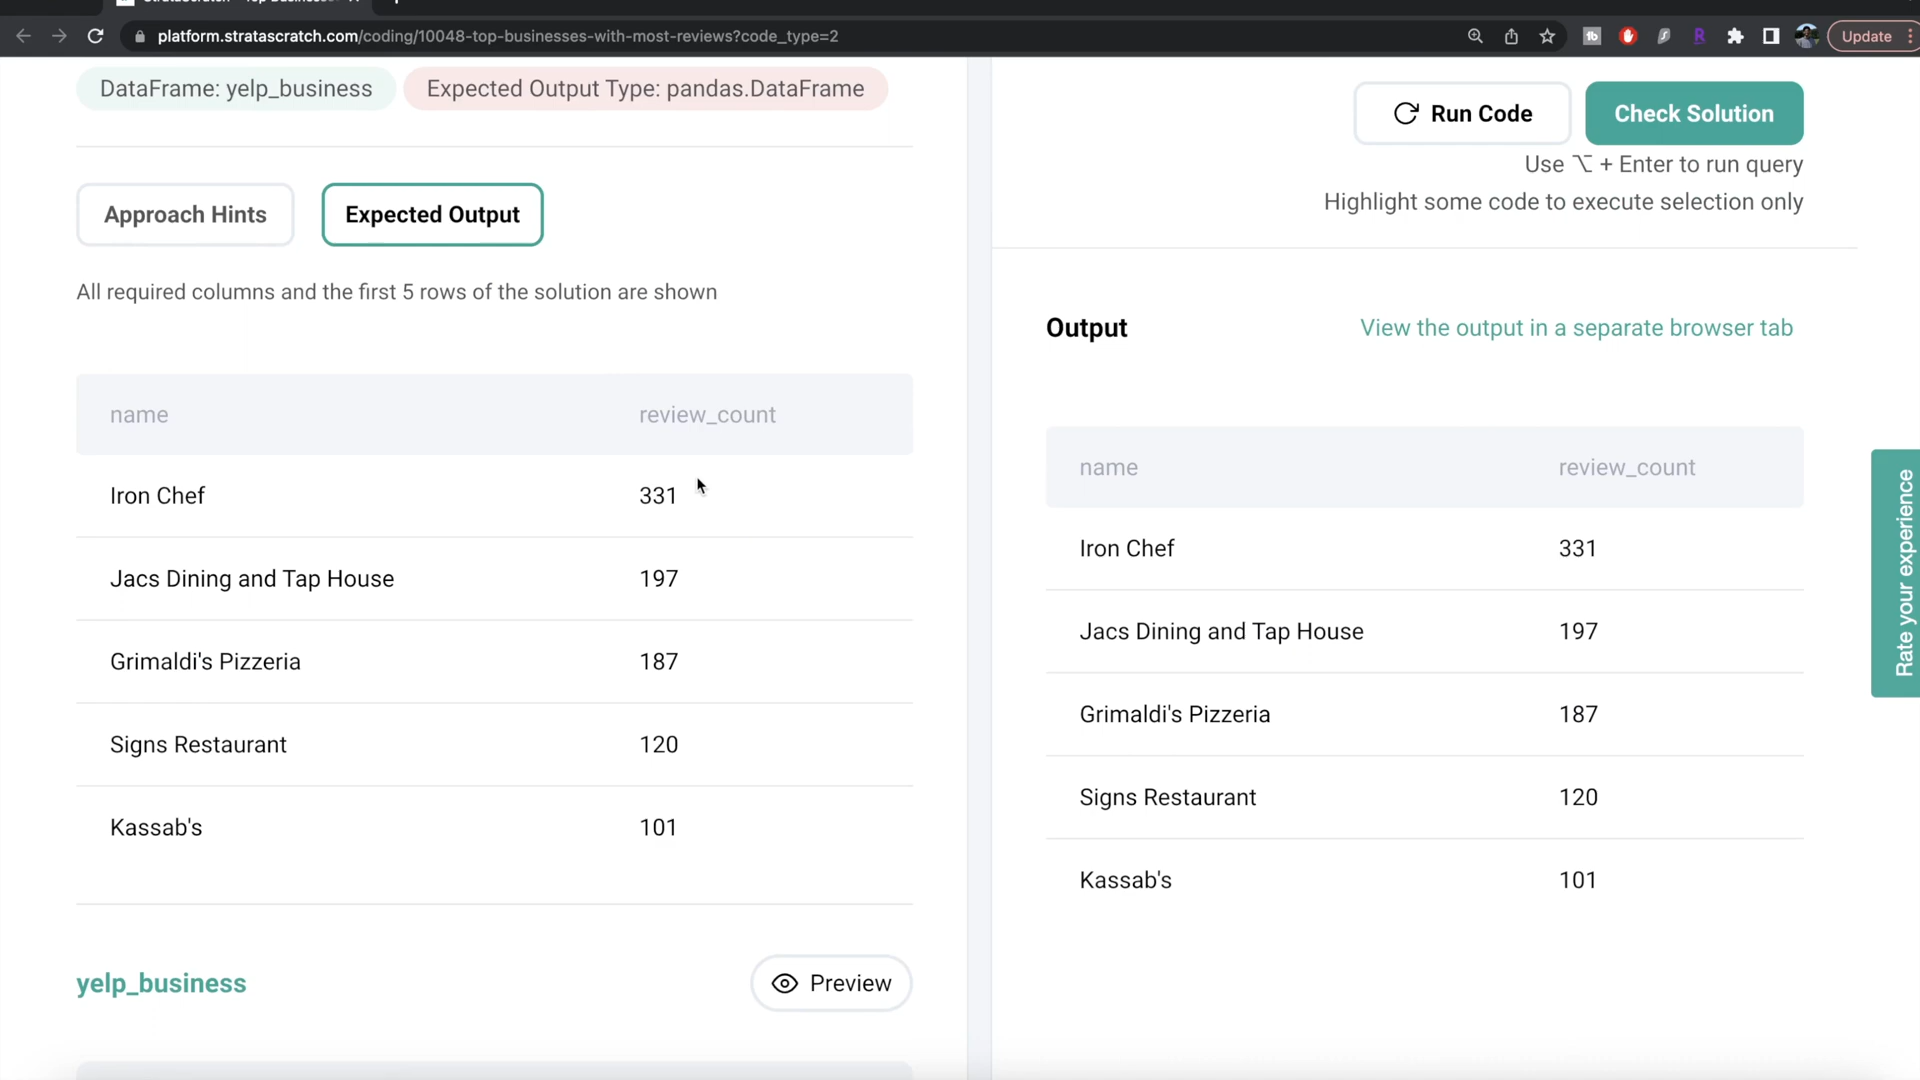 platform.stratascratch.com/coding/10048-top-businesses-with-most-reviews?code_type=2
Update
DataFrame: yelp_business
Expected Output Type: pandas.DataFrame
Approach Hints
Expected Output
All required columns and the first 5 rows of the solution are shown
name review_count
Iron Chef 331
Jacs Dining and Tap House 197
Grimaldi's Pizzeria 187
Signs Restaurant 120
Kassab's 101
yelp_business
Preview
Run Code
Check Solution
Use ⌥ + Enter to run query
Highlight some code to execute selection only
Output
View the output in a separate browser tab
name review_count
Iron Chef 331
Jacs Dining and Tap House 197
Grimaldi's Pizzeria 187
Signs Restaurant 120
Kassab's 101
Rate your experience